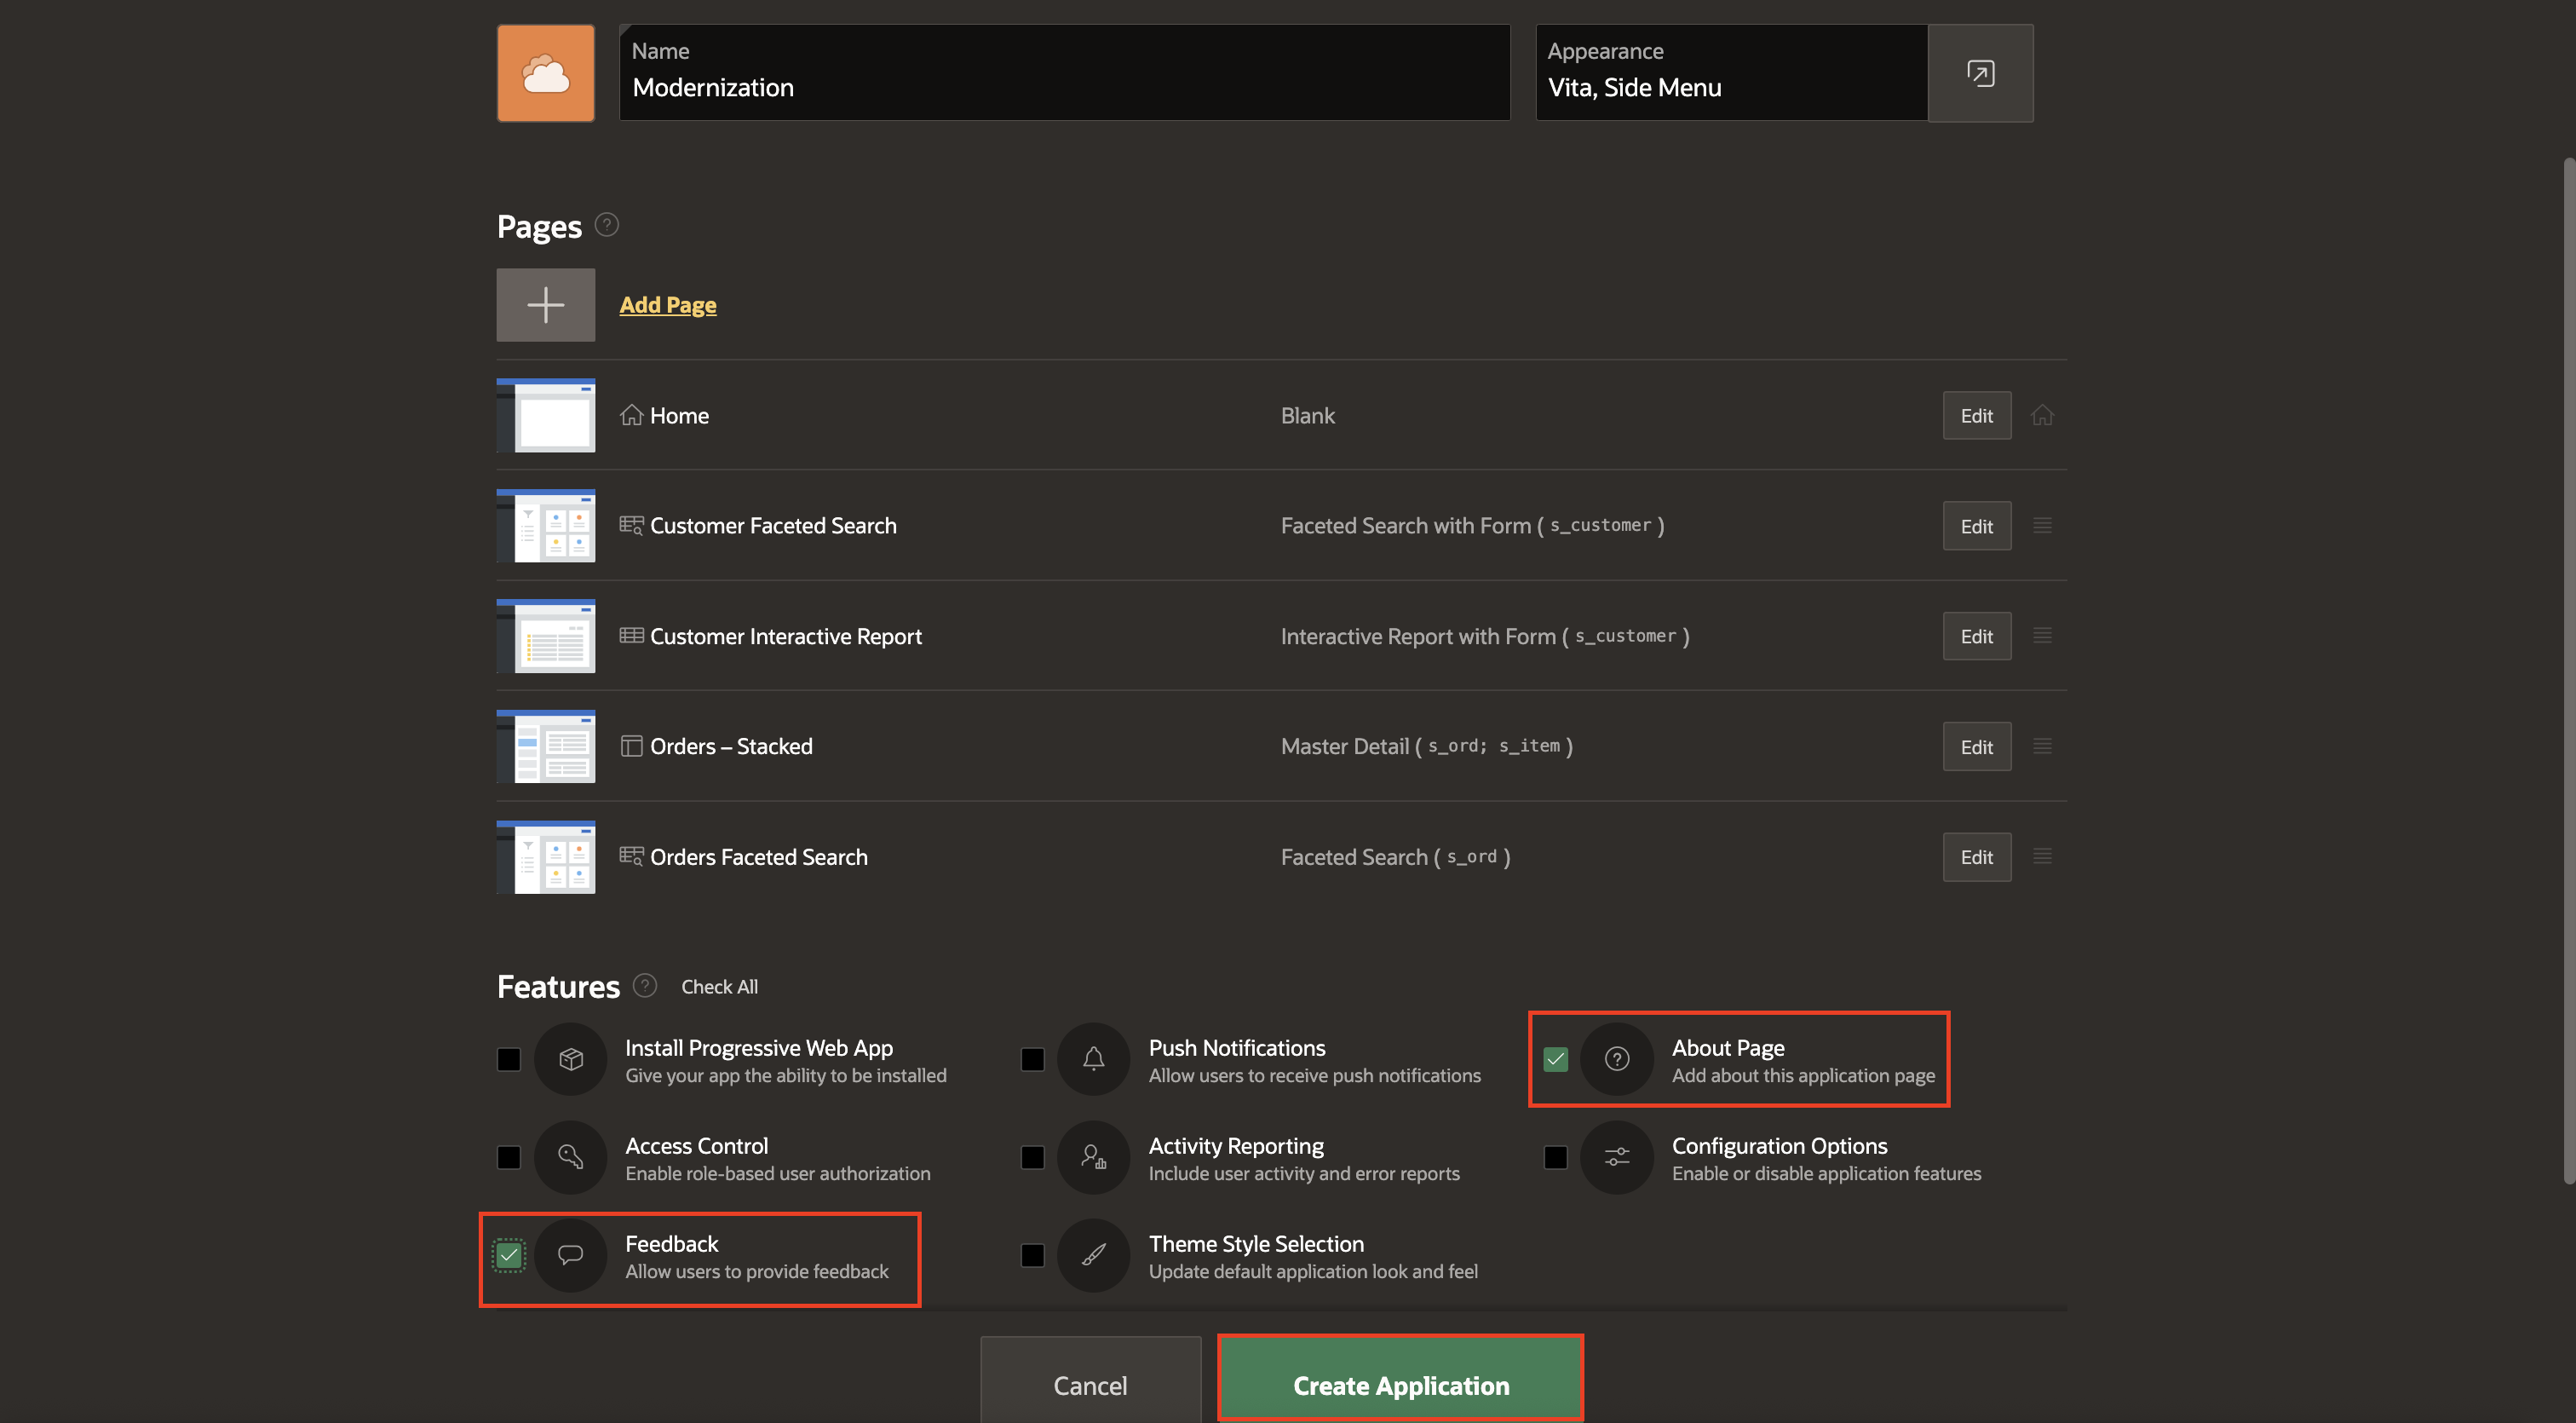 Name
Modernization
Appearance
Vita, Side Menu
Pages ?
Add Page
Home Blank Edit
Customer Faceted Search Faceted Search with Form ( s_customer ) Edit
Customer Interactive Report Interactive Report with Form ( s_customer ) Edit
Orders – Stacked Master Detail ( s_ord; s_item ) Edit
Orders Faceted Search Faceted Search ( s_ord ) Edit
Features ? Check All
Install Progressive Web App
Give your app the ability to be installed
Push Notifications
Allow users to receive push notifications
? About Page
Add about this application page
Access Control
Enable role-based user authorization
Activity Reporting
Include user activity and error reports
Configuration Options
Enable or disable application features
Feedback
Allow users to provide feedback
Theme Style Selection
Update default application look and feel
Cancel
Create Application